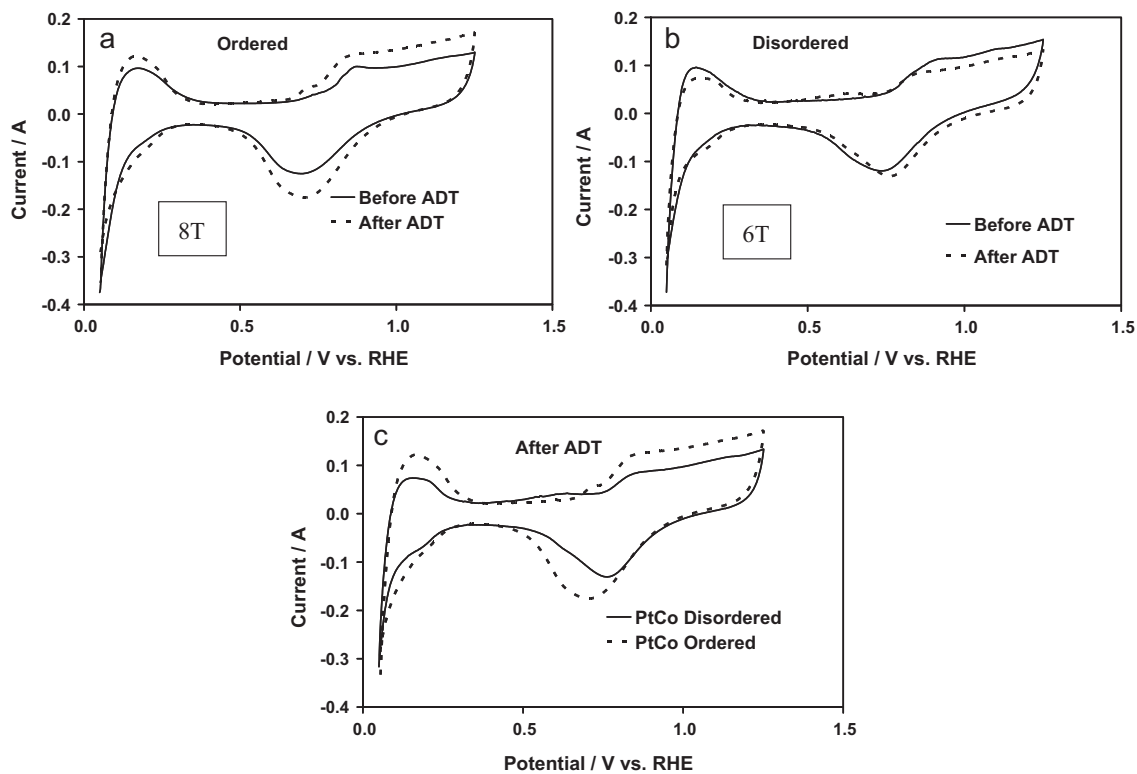 a
Ordered
0.2
0.1
0.0
-0.1
-0.2
-0.3
-0.4
Current / A
Before ADT
After ADT
8T
0.0 0.5 1.0 1.5
Potential / V vs. RHE
b
Disordered
0.2
0.1
0.0
-0.1
-0.2
-0.3
-0.4
Current / A
Before ADT
After ADT
6T
0.0 0.5 1.0 1.5
Potential / V vs. RHE
c
After ADT
0.2
0.1
0.0
-0.1
-0.2
-0.3
-0.4
Current / A
PtCo Disordered
PtCo Ordered
0.0 0.5 1.0 1.5
Potential / V vs. RHE